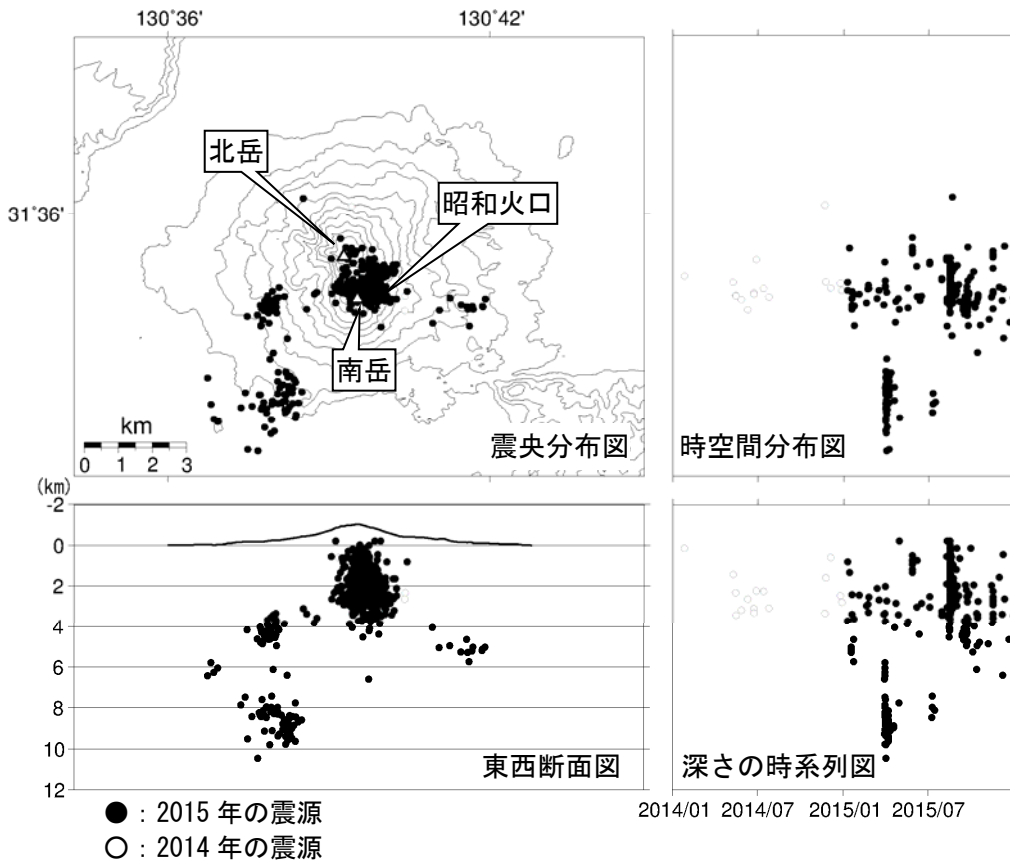 130°36' 130°42'
31°36'
北岳
昭和火口
南岳
km
0 1 2 3
震央分布図
時空間分布図
(km)
-2
0
2
4
6
8
10
12
東西断面図
深さの時系列図
2014/01 2014/07 2015/01 2015/07
●：2015 年の震源
○：2014 年の震源